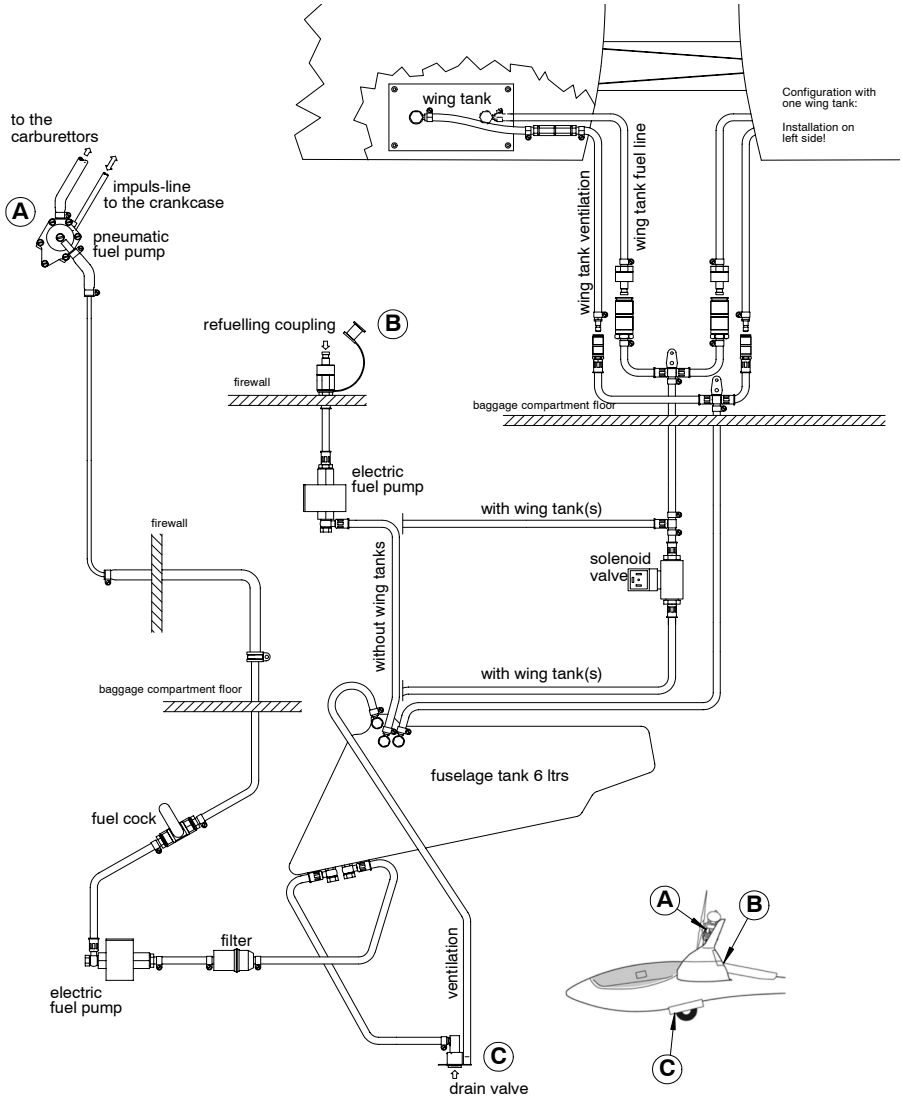 wing tank
Configuration with
one wing tank:
Installation on
left side!
to the
carburettors
impuls-line
to the crankcase
A
pneumatic
fuel pump
wing tank ventilation
wing tank fuel line
refuelling coupling
B
firewall
baggage compartment floor
electric
fuel pump
with wing tank(s)
firewall
solenoid
valve
without wing tanks
with wing tank(s)
baggage compartment floor
fuselage tank 6 ltrs
fuel cock
filter
ventilation
electric
fuel pump
A
B
C
C
drain valve